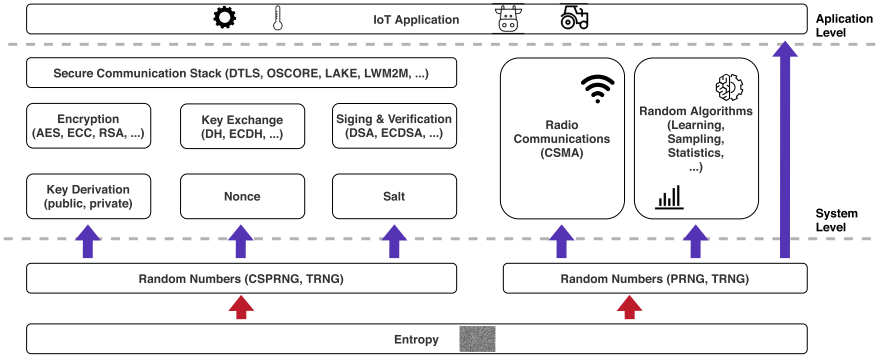 IoT Application
Aplication
Level
Secure Communication Stack (DTLS, OSCORE, LAKE, LWM2M, ...)
Encryption
(AES, ECC, RSA, ...)
Key Exchange
(DH, ECDH, ...)
Siging & Verification
(DSA, ECDSA, ...)
Radio
Communications
(CSMA)
Random Algorithms
(Learning,
Sampling,
Statistics,
...)
Key Derivation
(public, private)
Nonce
Salt
System
Level
Random Numbers (CSPRNG, TRNG)
Random Numbers (PRNG, TRNG)
Entropy